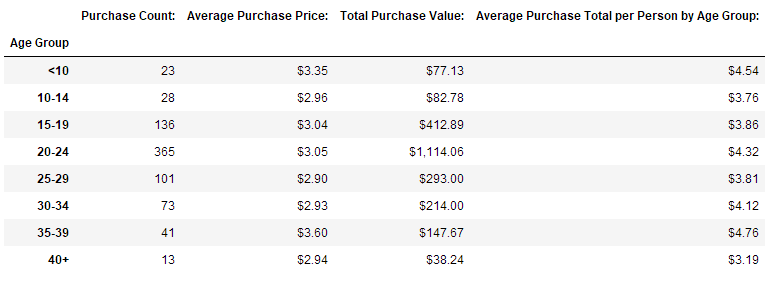 Purchase Count: Average Purchase Price: Total Purchase Value: Average Purchase Total per Person by Age Group:
Age Group
<10 23 $3.35 $77.13 $4.54
10-14 28 $2.96 $82.78 $3.76
15-19 136 $3.04 $412.89 $3.86
20-24 365 $3.05 $1,114.06 $4.32
25-29 101 $2.90 $293.00 $3.81
30-34 73 $2.93 $214.00 $4.12
35-39 41 $3.60 $147.67 $4.76
40+ 13 $2.94 $38.24 $3.19